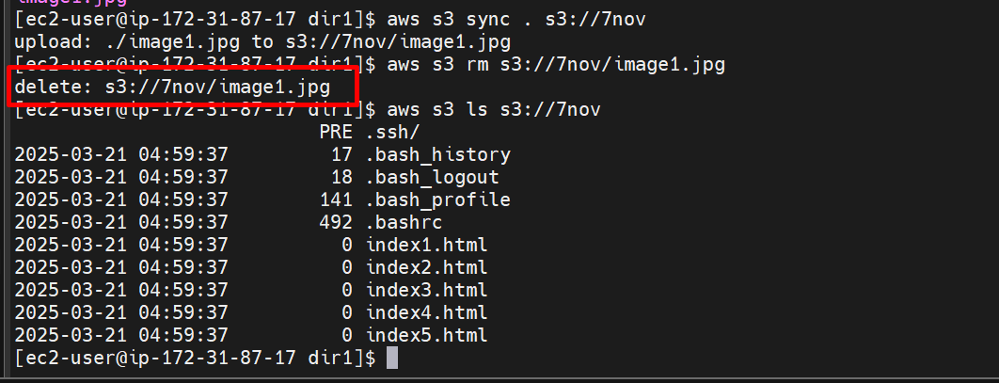 image1.jpg
[ec2-user@ip-172-31-87-17 dir1]$ aws s3 sync . s3://7nov
upload: ./image1.jpg to s3://7nov/image1.jpg
[ec2-user@ip-172-31-87-17 dir1]$ aws s3 rm s3://7nov/image1.jpg
delete: s3://7nov/image1.jpg
[ec2-user@ip-172-31-87-17 dir1]$ aws s3 ls s3://7nov
PRE .ssh/
2025-03-21 04:59:37 17 .bash_history
2025-03-21 04:59:37 18 .bash_logout
2025-03-21 04:59:37 141 .bash_profile
2025-03-21 04:59:37 492 .bashrc
2025-03-21 04:59:37 0 index1.html
2025-03-21 04:59:37 0 index2.html
2025-03-21 04:59:37 0 index3.html
2025-03-21 04:59:37 0 index4.html
2025-03-21 04:59:37 0 index5.html
[ec2-user@ip-172-31-87-17 dir1]$